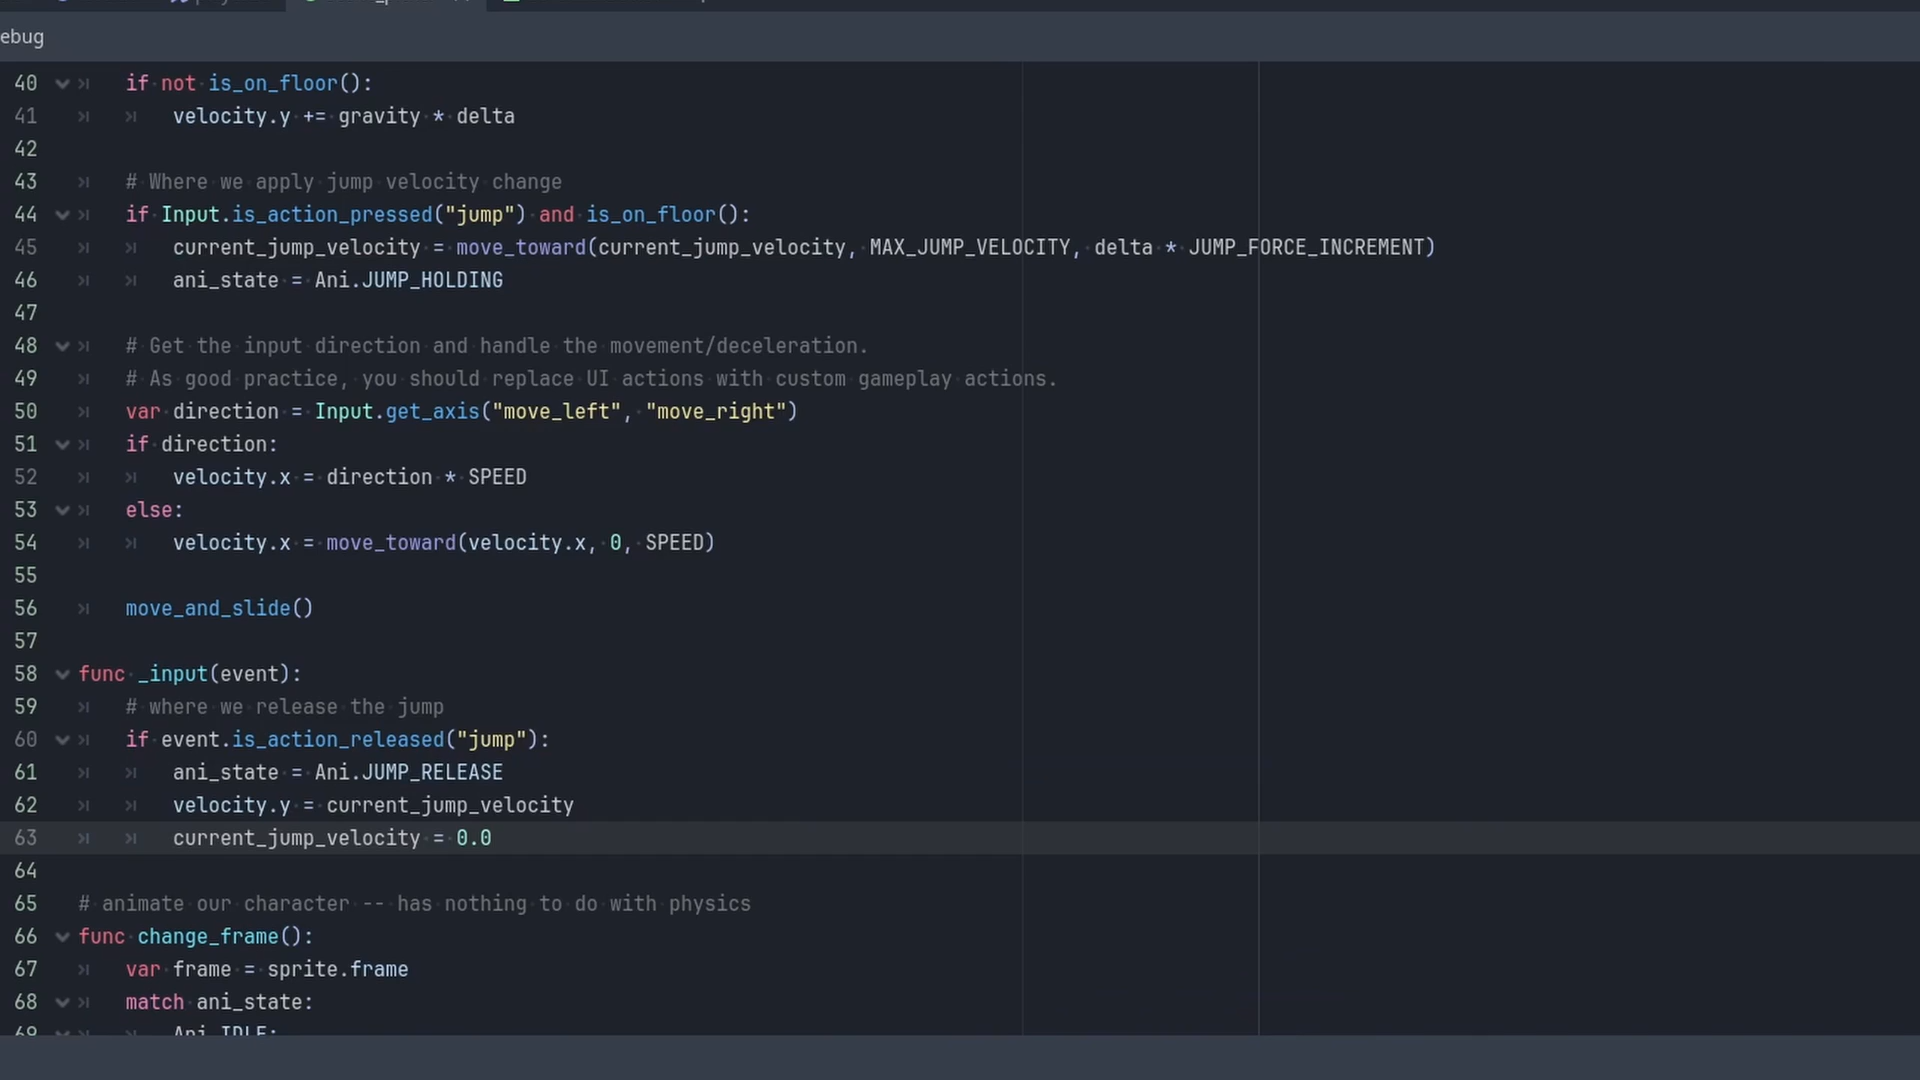 ebug
40 if not is_on_floor():
41 velocity.y += gravity * delta
42
43 # Where we apply jump velocity change
44 if Input.is_action_pressed("jump") and is_on_floor():
45 current_jump_velocity = move_toward(current_jump_velocity, MAX_JUMP_VELOCITY, delta * JUMP_FORCE_INCREMENT)
46 ani_state = Ani.JUMP_HOLDING
47
48 # Get the input direction and handle the movement/deceleration.
49 # As good practice, you should replace UI actions with custom gameplay actions.
50 var direction = Input.get_axis("move_left", "move_right")
51 if direction:
52 velocity.x = direction * SPEED
53 else:
54 velocity.x = move_toward(velocity.x, 0, SPEED)
55
56 move_and_slide()
57
58 func _input(event):
59 # where we release the jump
60 if event.is_action_released("jump"):
61 ani_state = Ani.JUMP_RELEASE
62 velocity.y = current_jump_velocity
63 current_jump_velocity = 0.0
64
65 # animate our character -- has nothing to do with physics
66 func change_frame():
67 var frame = sprite.frame
68 match ani_state:
69 Ani.IDLE: